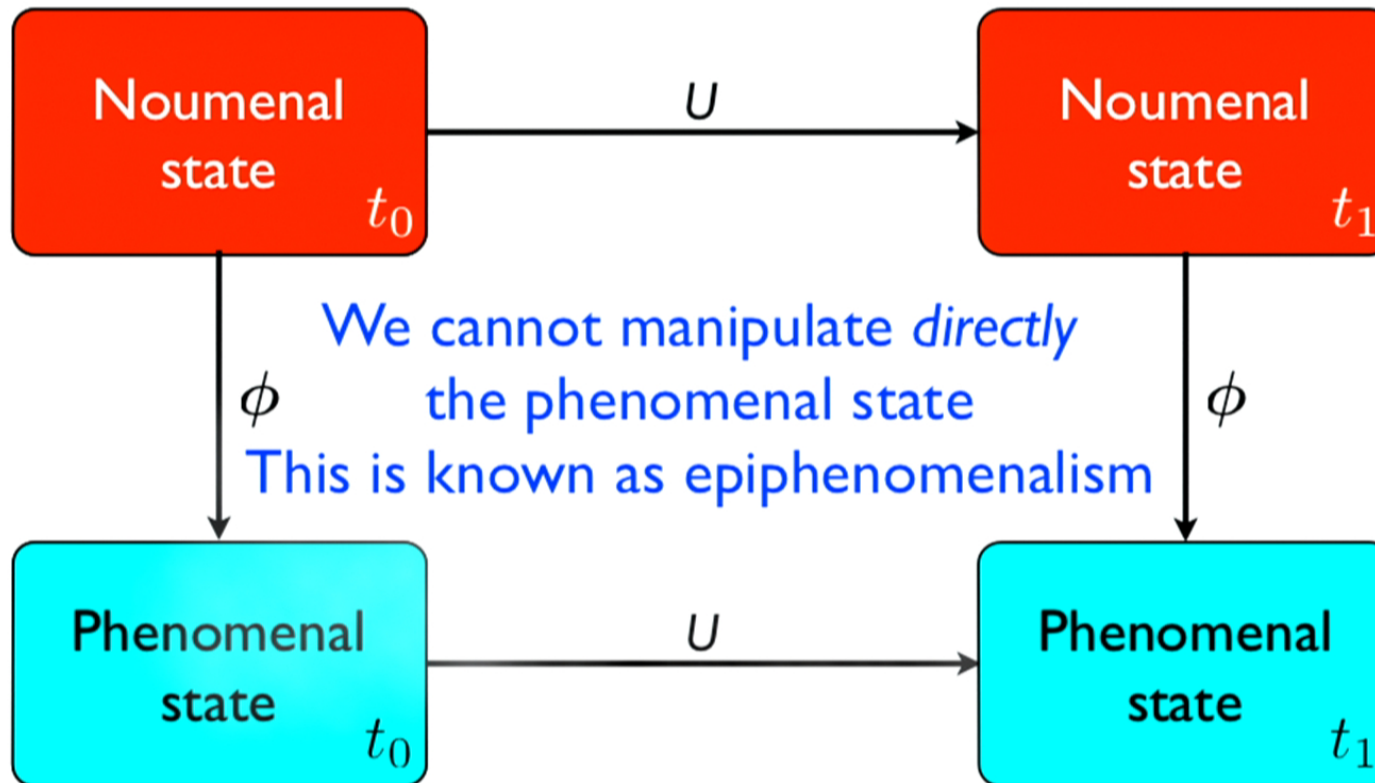 Noumenal
state
t₀
U
Noumenal
state
t₁
ϕ
We cannot manipulate directly
the phenomenal state
This is known as epiphenomenalism
ϕ
Phenomenal
state
t₀
U
Phenomenal
state
t₁